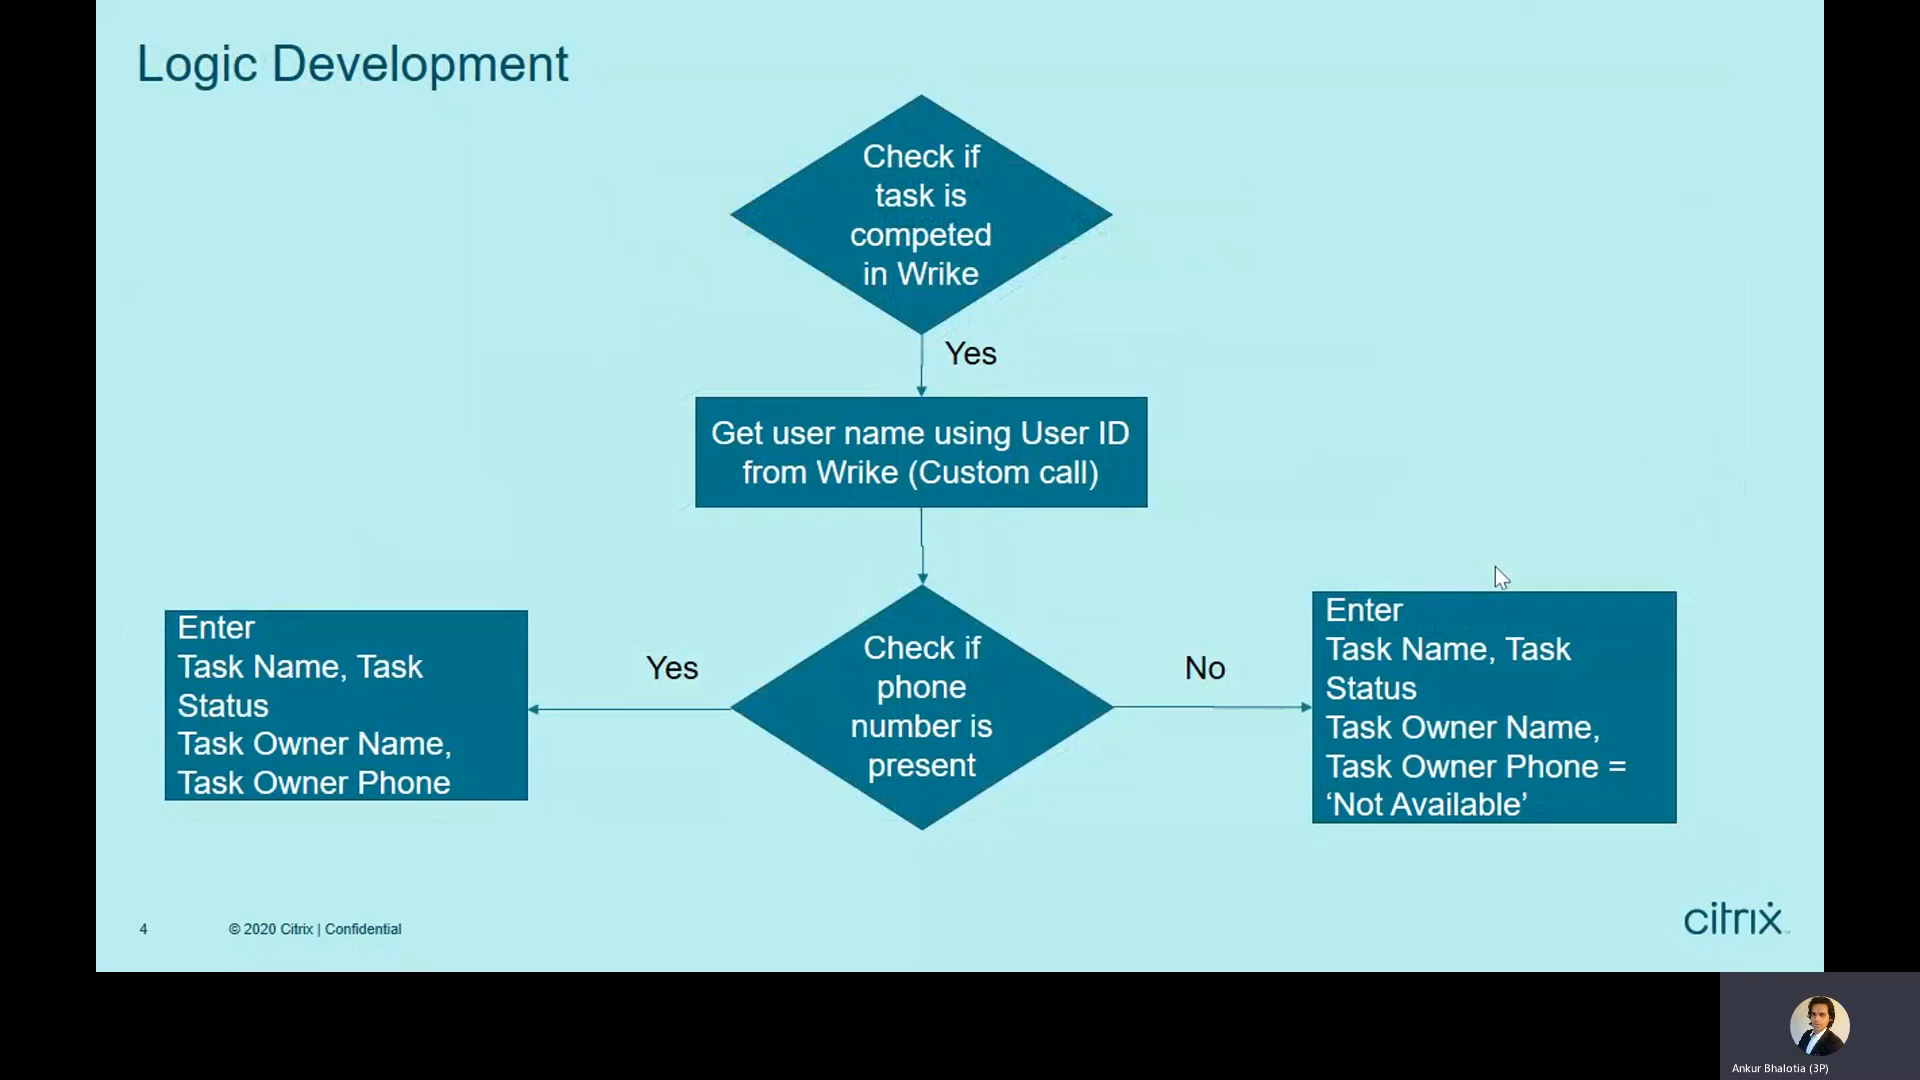 Logic Development
Check if
task is
competed
in Wrike
Yes
Get user name using User ID
from Wrike (Custom call)
Enter
Task Name, Task
Status
Task Owner Name,
Task Owner Phone
Yes
Check if
phone
number is
present
No
Enter
Task Name, Task
Status
Task Owner Name,
Task Owner Phone =
‘Not Available’
4
© 2020 Citrix | Confidential
citrix
Ankur Bhalotia (3P)